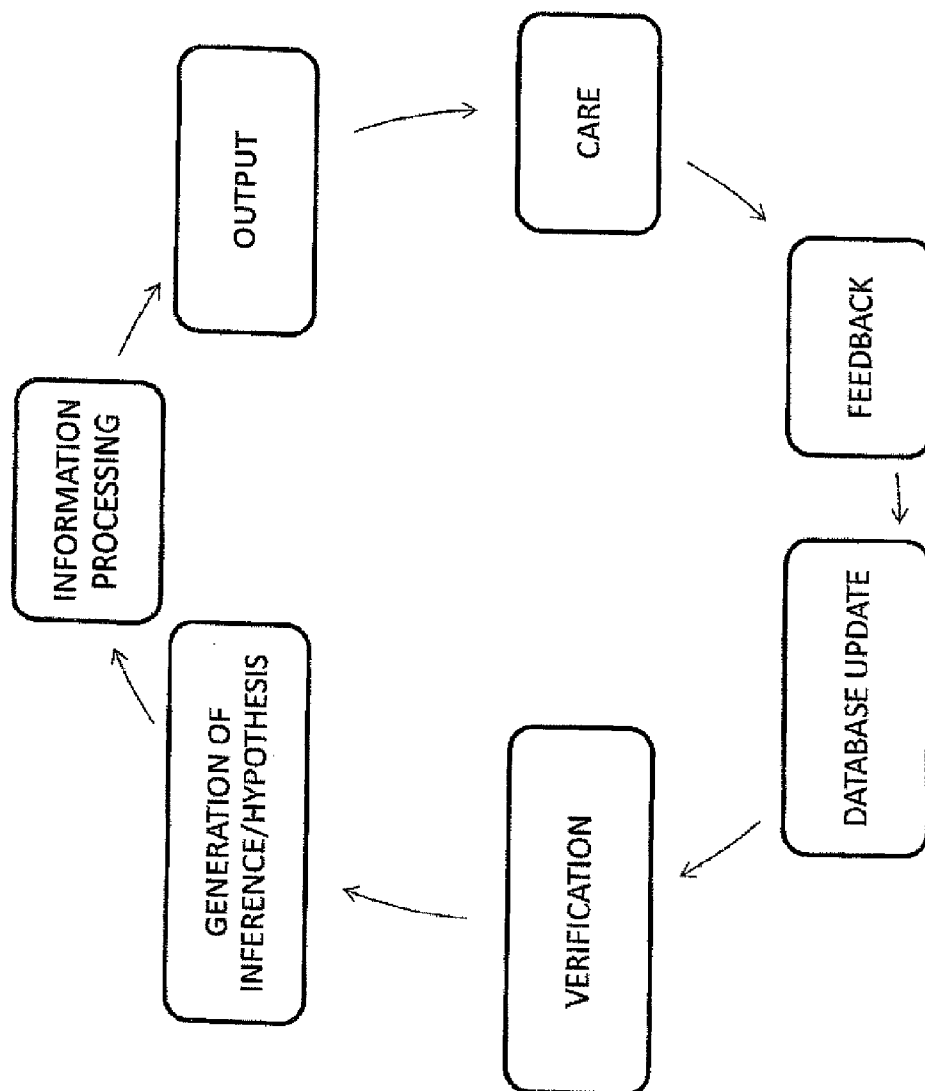 INFORMATION
PROCESSING
OUTPUT
CARE
FEEDBACK
DATABASE UPDATE
VERIFICATION
GENERATION OF
INFERENCE/HYPOTHESIS